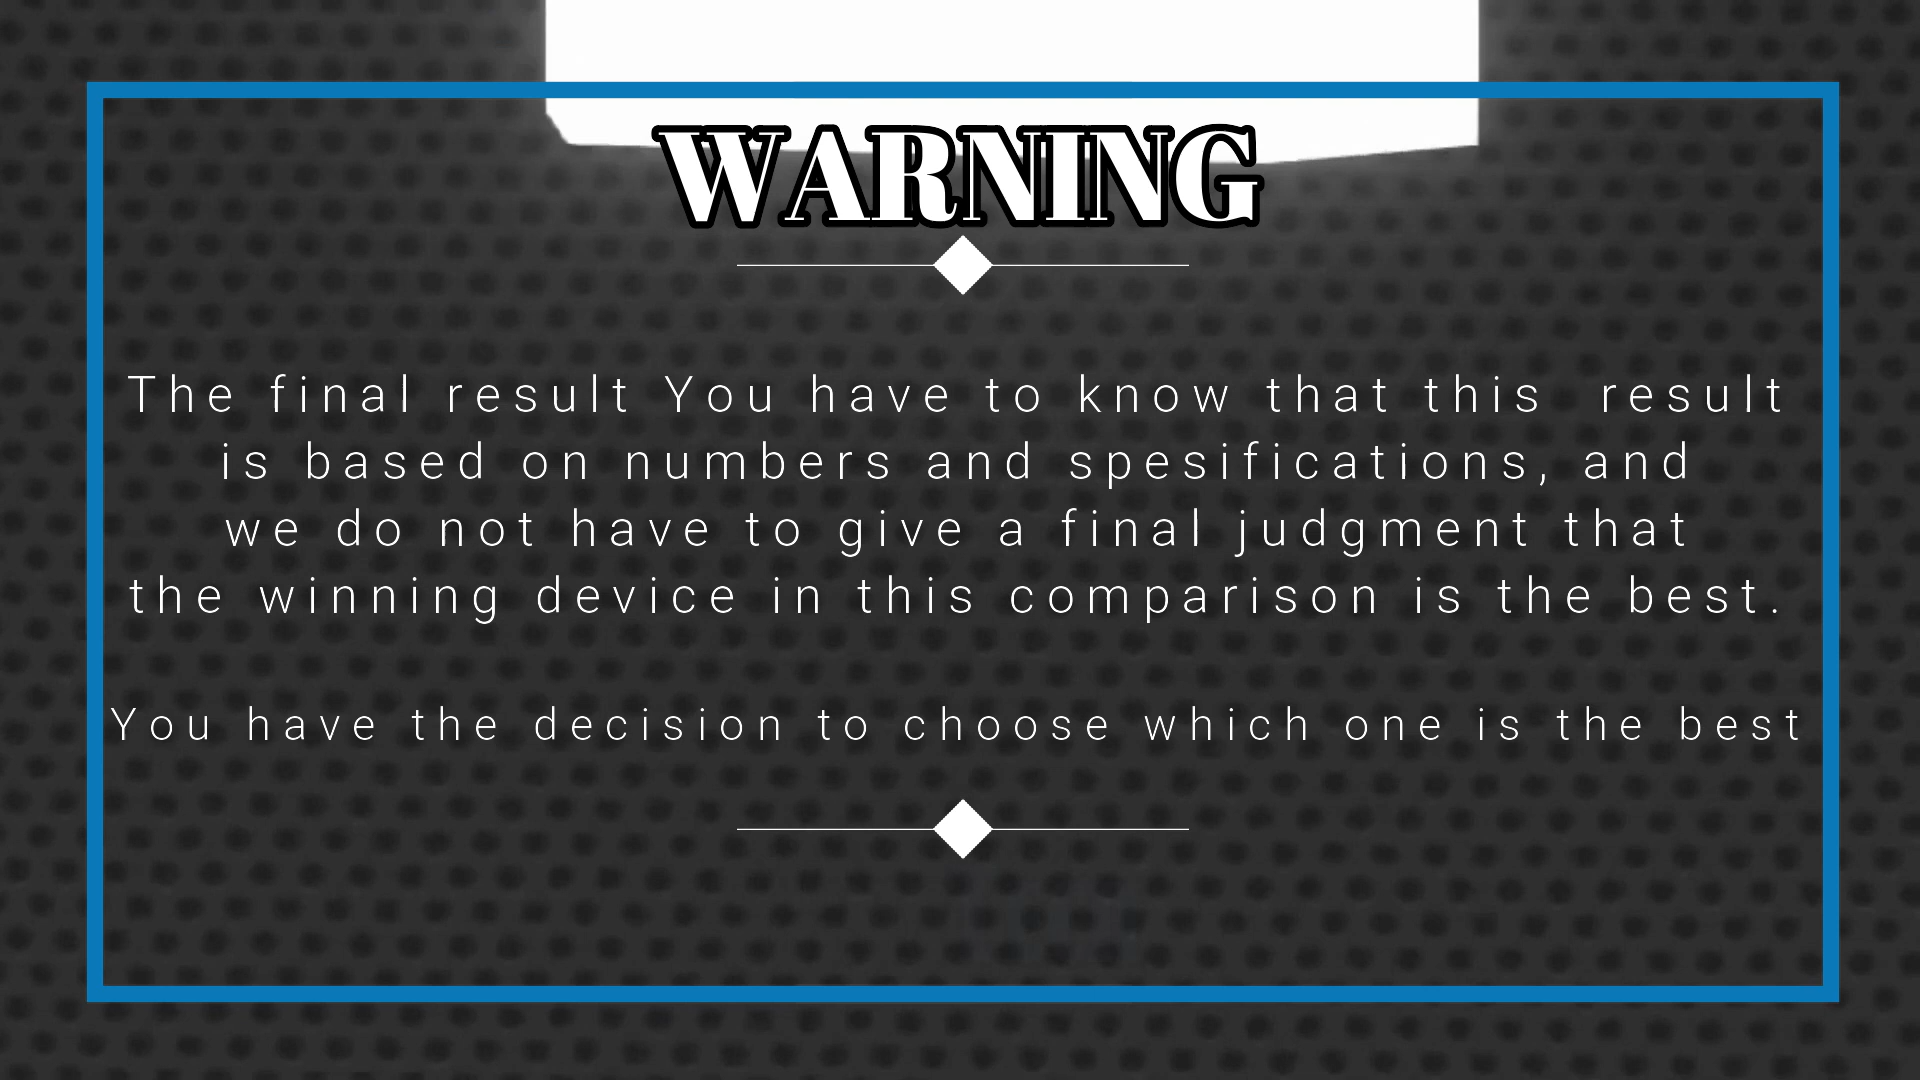 WARNING
The final result You have to know that this  result
is based on numbers and spesifications, and
we do not have to give a final judgment that
the winning device in this comparison is the best.
You have the decision to choose which one is the best